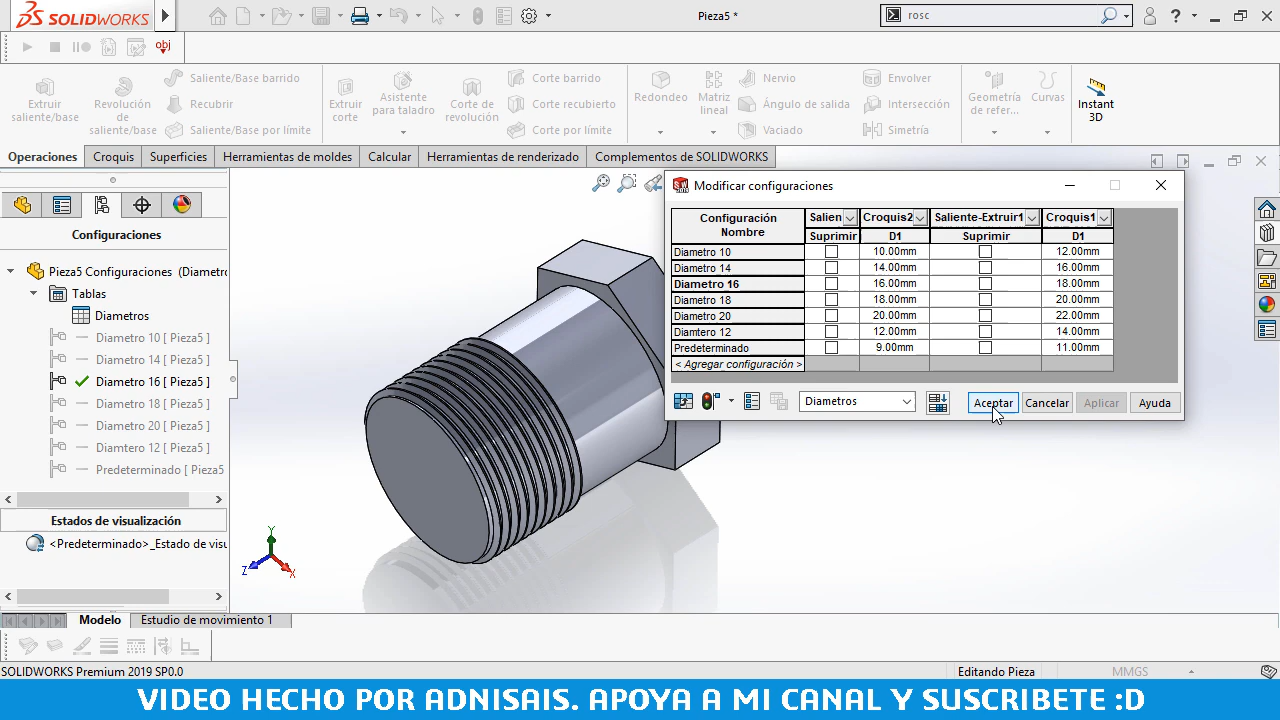 SOLIDWORKS
Pieza5 *
rosc
obj
Extruir saliente/base
Revolución de saliente/base
Saliente/Base barrido
Recubrir
Saliente/Base por límite
Extruir corte
Asistente para taladro
Corte de revolución
Corte barrido
Corte recubierto
Corte por límite
Redondeo
Matriz lineal
Nervio
Ángulo de salida
Vaciado
Envolver
Intersección
Simetría
Geometría de refer...
Curvas
Instant 3D
Operaciones
Croquis
Superficies
Herramientas de moldes
Calcular
Herramientas de renderizado
Complementos de SOLIDWORKS
Configuraciones
Pieza5 Configuraciones (Diametr
Tablas
Diametros
Diametro 10 [ Pieza5 ]
Diametro 14 [ Pieza5 ]
Diametro 16 [ Pieza5 ]
Diametro 18 [ Pieza5 ]
Diametro 20 [ Pieza5 ]
Diamtero 12 [ Pieza5 ]
Predeterminado [ Pieza5
Estados de visualización
<Predeterminado>_Estado de visu
Y
Z
X
Modificar configuraciones
Configuración Nombre Salien Croquis2 Saliente-Extruir1 Croquis1
Suprimir D1 Suprimir D1
Diametro 10 10.00mm 12.00mm
Diametro 14 14.00mm 16.00mm
Diametro 16 16.00mm 18.00mm
Diametro 18 18.00mm 20.00mm
Diametro 20 20.00mm 22.00mm
Diamtero 12 12.00mm 14.00mm
Predeterminado 9.00mm 11.00mm
< Agregar configuración >
Diametros
Aceptar
Cancelar
Aplicar
Ayuda
Modelo
Estudio de movimiento 1
SOLIDWORKS Premium 2019 SP0.0
Editando Pieza
MMGS
VIDEO HECHO POR ADNISAIS. APOYA A MI CANAL Y SUSCRIBETE :D